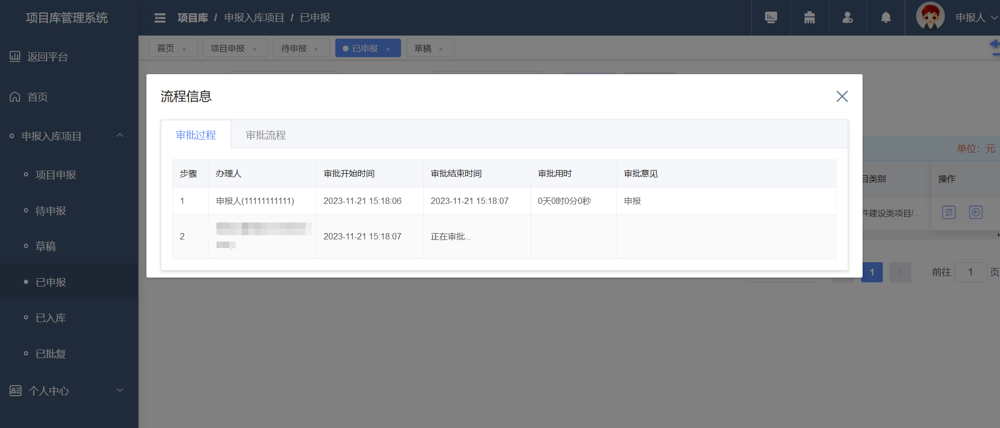 项目库管理系统
项目库 / 申报入库项目 / 已申报
申报人
返回平台
首页
申报入库项目
项目申报
待申报
草稿
已申报
已入库
已批复
个人中心
首页 ×
项目申报 ×
待申报 ×
已申报 ×
草稿 ×
流程信息
审批过程 审批流程
步骤 办理人 审批开始时间 审批结束时间 审批用时 审批意见
1 申报人(11111111111) 2023-11-21 15:18:06 2023-11-21 15:18:07 0天0时0分0秒 申报
2 2023-11-21 15:18:07 正在审批...
单位：元
目类别 操作
件建设类项目/...
1 前往 1 页